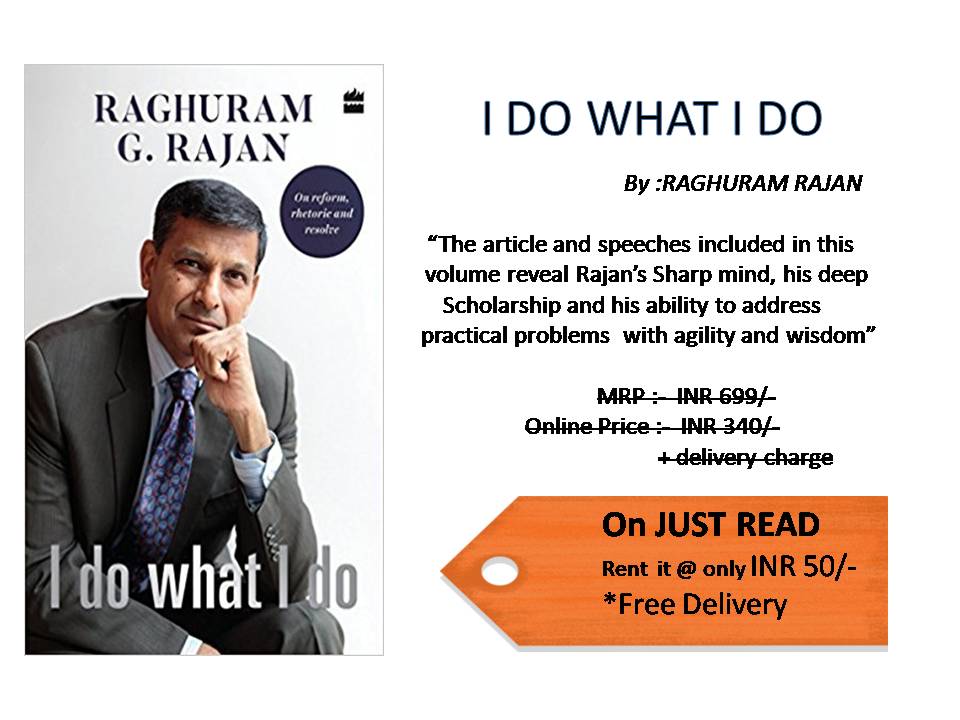 RAGHURAM
G. RAJAN
On reform,
rhetoric and
resolve
I do what I do
I DO WHAT I DO
By :RAGHURAM RAJAN
“The article and speeches included in this
volume reveal Rajan’s Sharp mind, his deep
Scholarship and his ability to address
practical problems with agility and wisdom”
MRP :- INR 699/-
Online Price :- INR 340/-
+ delivery charge
On JUST READ
Rent it @ only INR 50/-
*Free Delivery